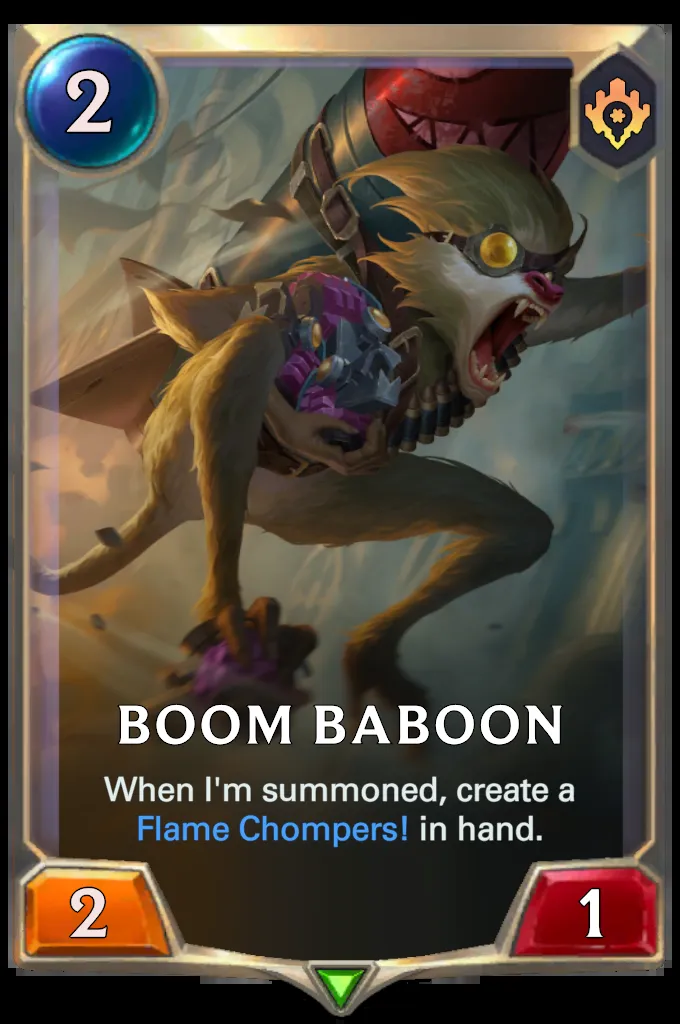 2
BOOM BABOON
When I'm summoned, create a
Flame Chompers! in hand.
2
1